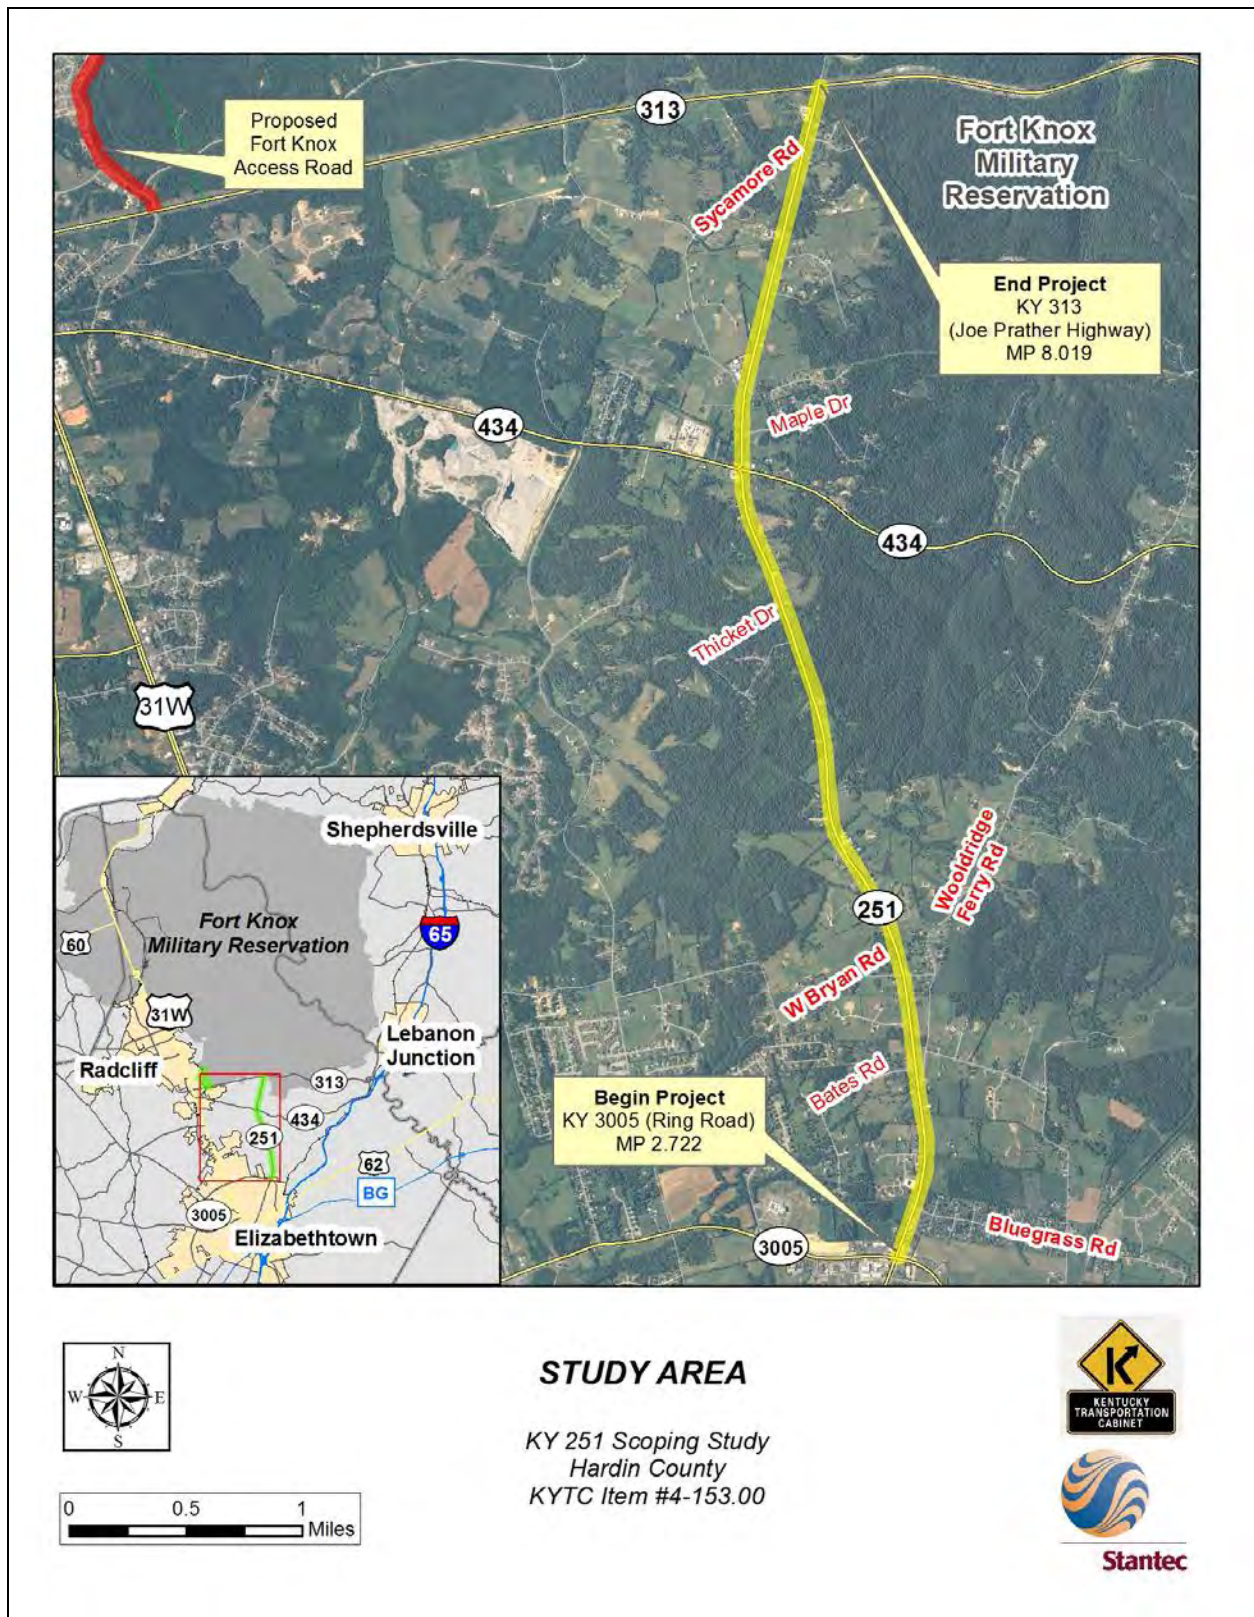 Proposed
Fort Knox
Access Road
313
Fort Knox
Military
Reservation
Sycamore Rd
End Project
KY 313
(Joe Prather Highway)
MP 8.019
Maple Dr
434
434
Thicket Dr
31W
Wooldridge
Ferry Rd
251
W Bryan Rd
Bates Rd
Begin Project
KY 3005 (Ring Road)
MP 2.722
Bluegrass Rd
3005
Shepherdsville
Fort Knox
Military Reservation
65
60
31W
Lebanon
Junction
Radcliff
313
434
251
62
BG
3005
Elizabethtown
N
W
E
S
STUDY AREA
KY 251 Scoping Study
Hardin County
KYTC Item #4-153.00
0 0.5 1
Miles
K
KENTUCKY
TRANSPORTATION
CABINET
Stantec